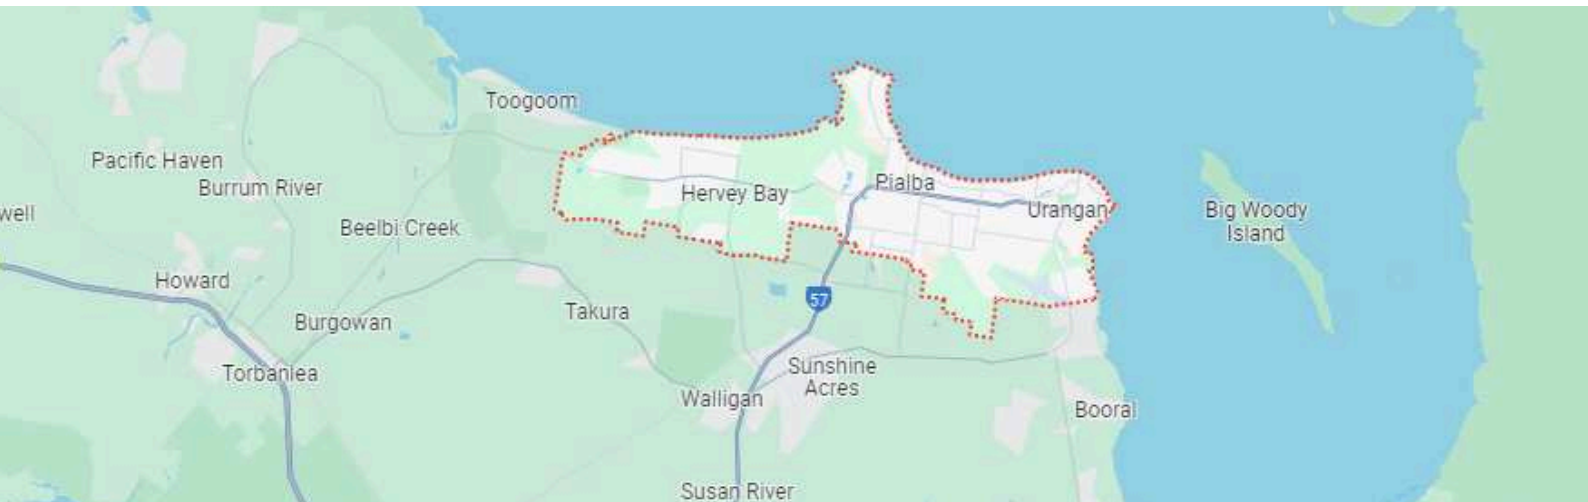 Toogoom
Pacific Haven
Burrum River
Hervey Bay
Pialba
well
Beelbi Creek
Urangan
Big Woody
Island
Howard
57
Burgowan
Takura
Torbanlea
Sunshine
Acres
Walligan
Booral
Susan River